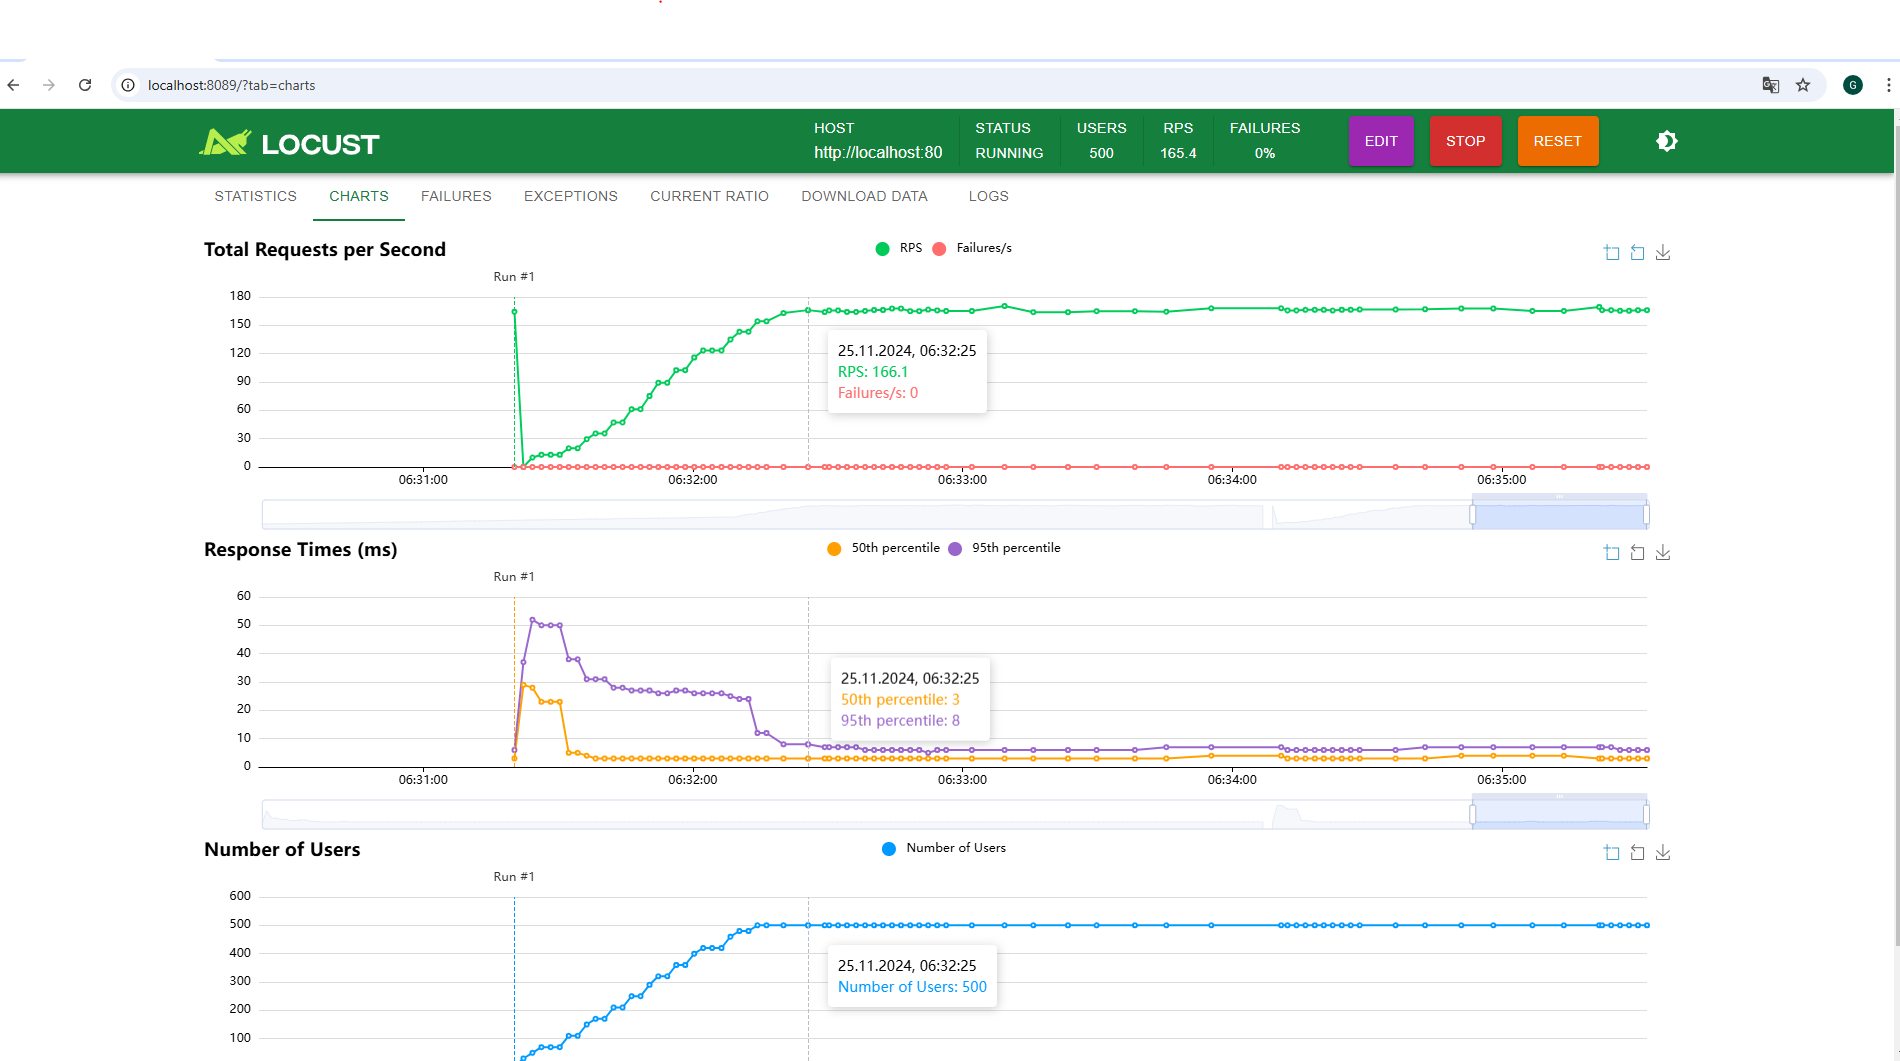 localhost:8089/?tab=charts
G
LOCUST
HOST
http://localhost:80
STATUS
RUNNING
USERS
500
RPS
165.4
FAILURES
0%
EDIT
STOP
RESET
STATISTICS
CHARTS
FAILURES
EXCEPTIONS
CURRENT RATIO
DOWNLOAD DATA
LOGS
Total Requests per Second
RPS
Failures/s
Run #1
180
150
120
90
60
30
0
25.11.2024, 06:32:25
RPS: 166.1
Failures/s: 0
06:31:00
06:32:00
06:33:00
06:34:00
06:35:00
Response Times (ms)
50th percentile
95th percentile
Run #1
60
50
40
30
20
10
0
25.11.2024, 06:32:25
50th percentile: 3
95th percentile: 8
06:31:00
06:32:00
06:33:00
06:34:00
06:35:00
Number of Users
Number of Users
Run #1
600
500
400
300
200
100
25.11.2024, 06:32:25
Number of Users: 500